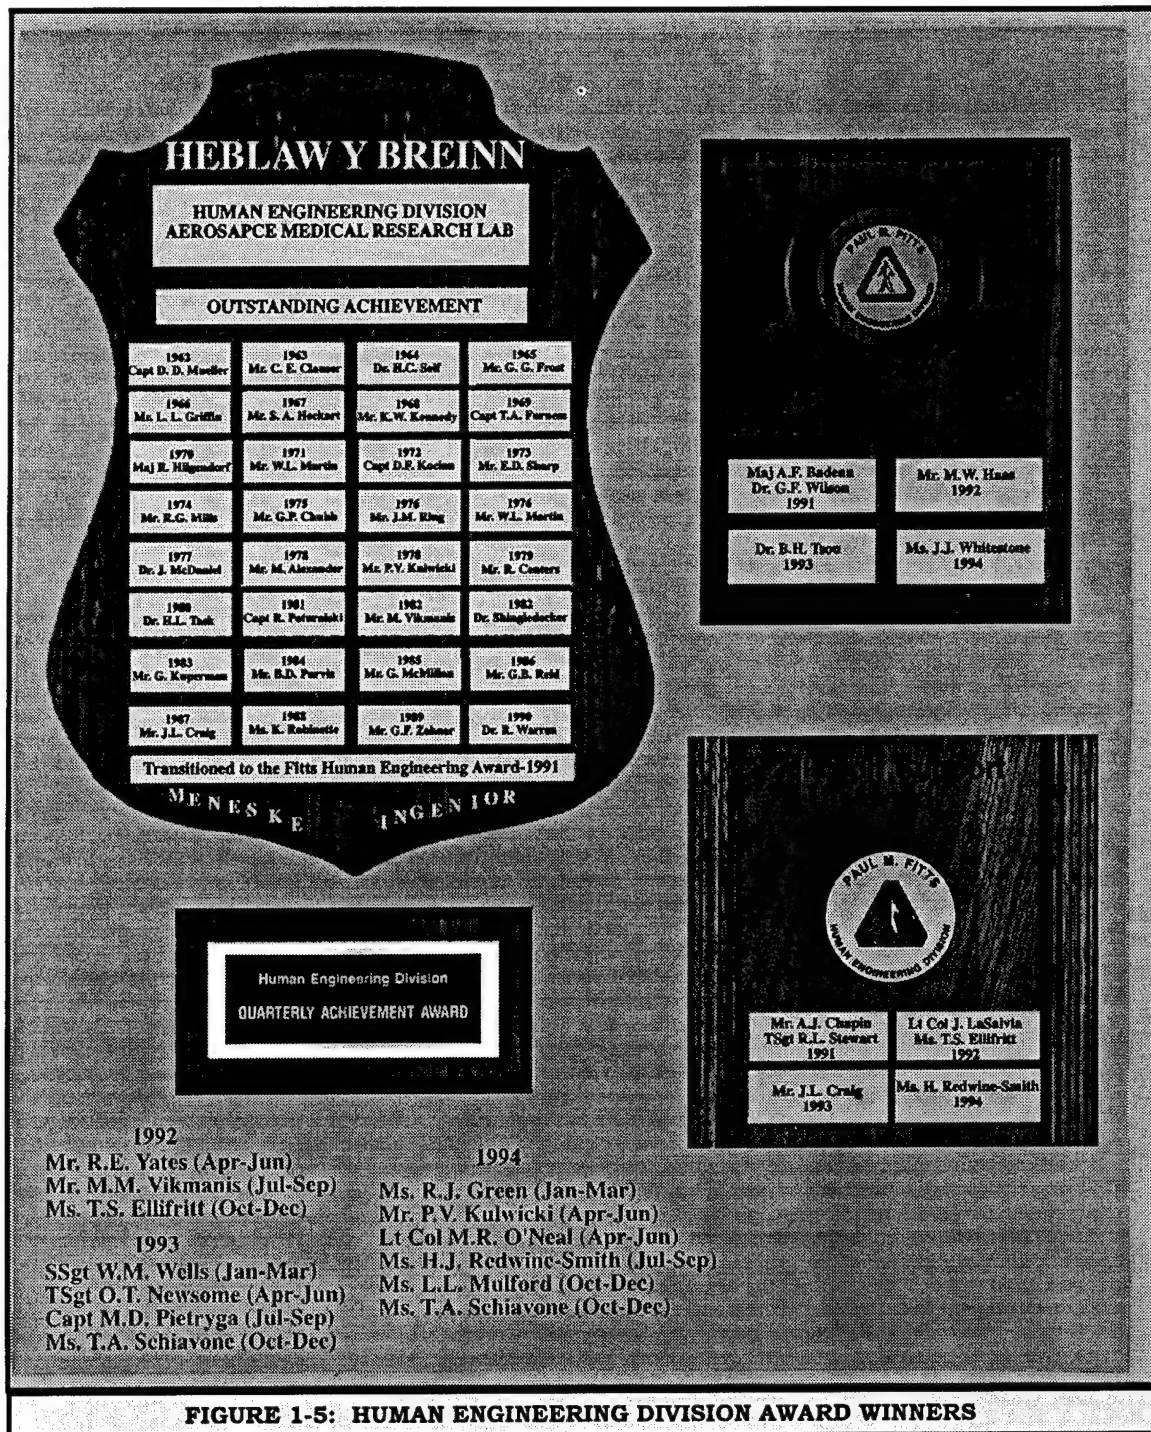 HEBLAW Y BREINN
HUMAN ENGINEERING DIVISION
AEROSAPCE MEDICAL RESEARCH LAB
OUTSTANDING ACHIEVEMENT
1962
Capt D. D. Mueller
1963
Mr. C. E. Clauser
1964
Dr. H.C. Self
1965
Mr. G. G. Frost
1966
Mr. L. L. Griffin
1967
Mr. S. A. Heckart
1968
Mr. K.W. Kennedy
1969
Capt T.A. Furness
1970
Maj R. Hilgendorf
1971
Mr. W.L. Martin
1972
Capt D.F. Kocian
1973
Mr. E.D. Sharp
1974
Mr. R.G. Mills
1975
Mr. G.P. Chubb
1976
Mr. J.M. Ring
1976
Mr. W.L. Martin
1977
Dr. J. McDaniel
1978
Mr. M. Alexander
1978
Mr. P.V. Kulwicki
1979
Mr. R. Centers
1980
Dr. H.L. Task
1981
Capt R.
1982
Mr. M. Vikmanis
1982
Dr. Shingledecker
1983
Mr. G. Kuperman
1984
Mr. B.D. Purvis
1985
Mr. G. McMillan
1986
Mr. G.B. Reid
1987
Mr. J.L. Craig
1988
Ms. K. Robinette
1989
Mr. G.F. Zehner
1990
Dr. R. Warren
Transitioned to the Fitts Human Engineering Award-1991
MENESKE INGENIOR
PAUL M. FITTS
Maj A.F. Badeau
Dr. G.F. Wilson
1991
Mr. M.W. Haas
1992
Dr. B.H. Tsou
1993
Ms. J.J. Whitestone
1994
PAUL M. FITTS
HUMAN ENGINEERING DIVISION
Mr. A.J. Chapin
TSgt R.L. Stewart
1991
Lt Col J. LaSalvia
Ms. T.S. Ellifritt
1992
Mr. J.L. Craig
1993
Ms. H. Redwine-Smith
1994
Human Engineering Division
QUARTERLY ACHIEVEMENT AWARD
1992
Mr. R.E. Yates (Apr-Jun)
Mr. M.M. Vikmanis (Jul-Sep)
Ms. T.S. Ellifritt (Oct-Dec)
1993
SSgt W.M. Wells (Jan-Mar)
TSgt O.T. Newsome (Apr-Jun)
Capt M.D. Pietryga (Jul-Sep)
Ms. T.A. Schiavone (Oct-Dec)
1994
Ms. R.J. Green (Jan-Mar)
Mr. P.V. Kulwicki (Apr-Jun)
Lt Col M.R. O'Neal (Apr-Jun)
Ms. H.J. Redwine-Smith (Jul-Sep)
Ms. L.L. Mulford (Oct-Dec)
Ms. T.A. Schiavone (Oct-Dec)
FIGURE 1-5: HUMAN ENGINEERING DIVISION AWARD WINNERS